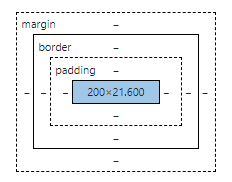 margin –
border –
padding –
– – – 200×21.600 – – –
–
–
–